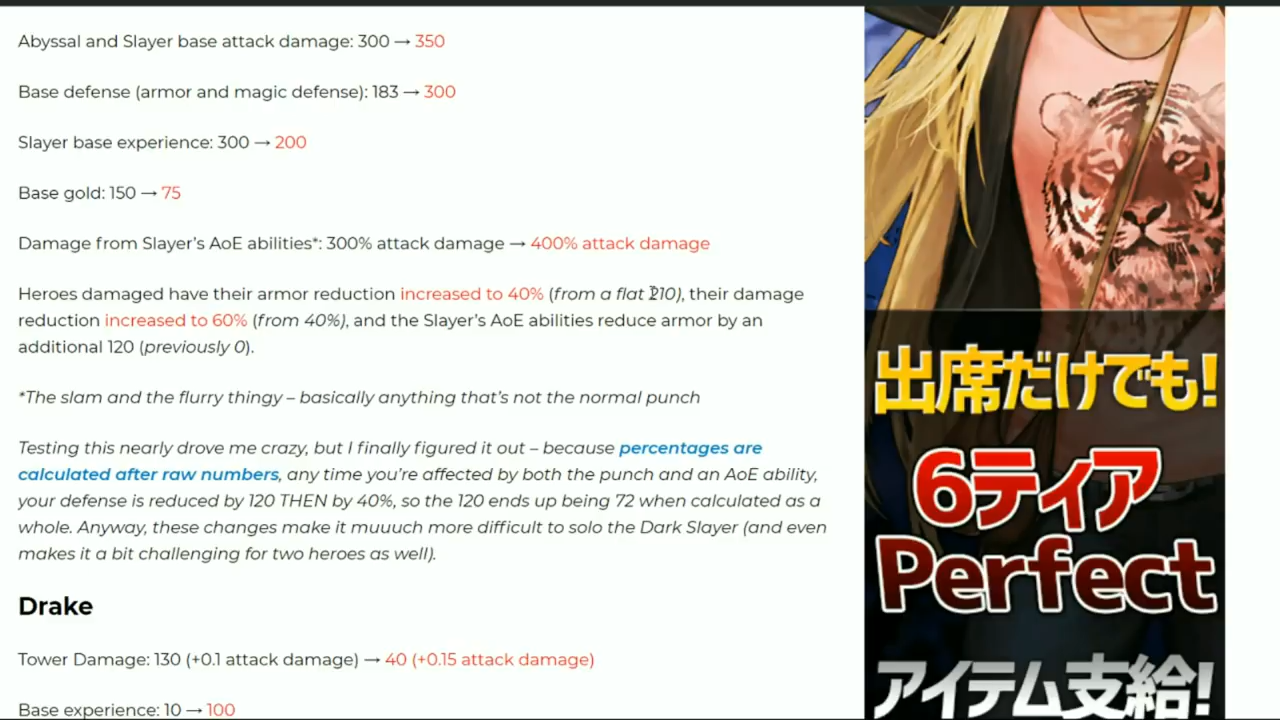 Abyssal and Slayer base attack damage: 300 → 350
Base defense (armor and magic defense): 183 → 300
Slayer base experience: 300 → 200
Base gold: 150 → 75
Damage from Slayer's AoE abilities*: 300% attack damage → 400% attack damage
Heroes damaged have their armor reduction increased to 40% (from a flat 210), their damage
reduction increased to 60% (from 40%), and the Slayer's AoE abilities reduce armor by an
additional 120 (previously 0).
*The slam and the flurry thingy – basically anything that's not the normal punch
Testing this nearly drove me crazy, but I finally figured it out – because percentages are
calculated after raw numbers, any time you're affected by both the punch and an AoE ability,
your defense is reduced by 120 THEN by 40%, so the 120 ends up being 72 when calculated as a
whole. Anyway, these changes make it muuuch more difficult to solo the Dark Slayer (and even
makes it a bit challenging for two heroes as well).
Drake
Tower Damage: 130 (+0.1 attack damage) → 40 (+0.15 attack damage)
Base experience: 10 → 100
出席だけでも!
6ティア
Perfect
アイテム支給!